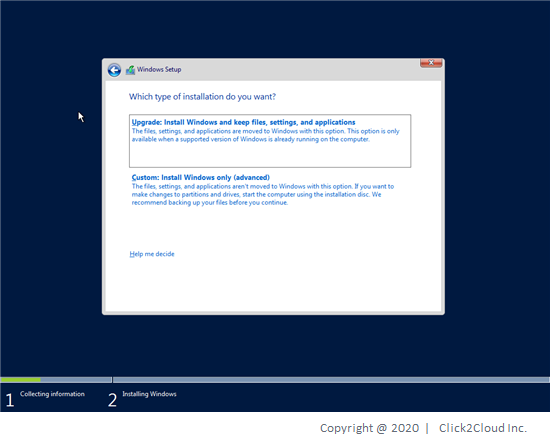 Windows Setup
Which type of installation do you want?
Upgrade: Install Windows and keep files, settings, and applications
The files, settings, and applications are moved to Windows with this option. This option is only
available when a supported version of Windows is already running on the computer.
Custom: Install Windows only (advanced)
The files, settings, and applications aren't moved to Windows with this option. If you want to
make changes to partitions and drives, start the computer using the installation disc. We
recommend backing up your files before you continue.
Help me decide
1 Collecting information 2 Installing Windows
Copyright @ 2020 | Click2Cloud Inc.